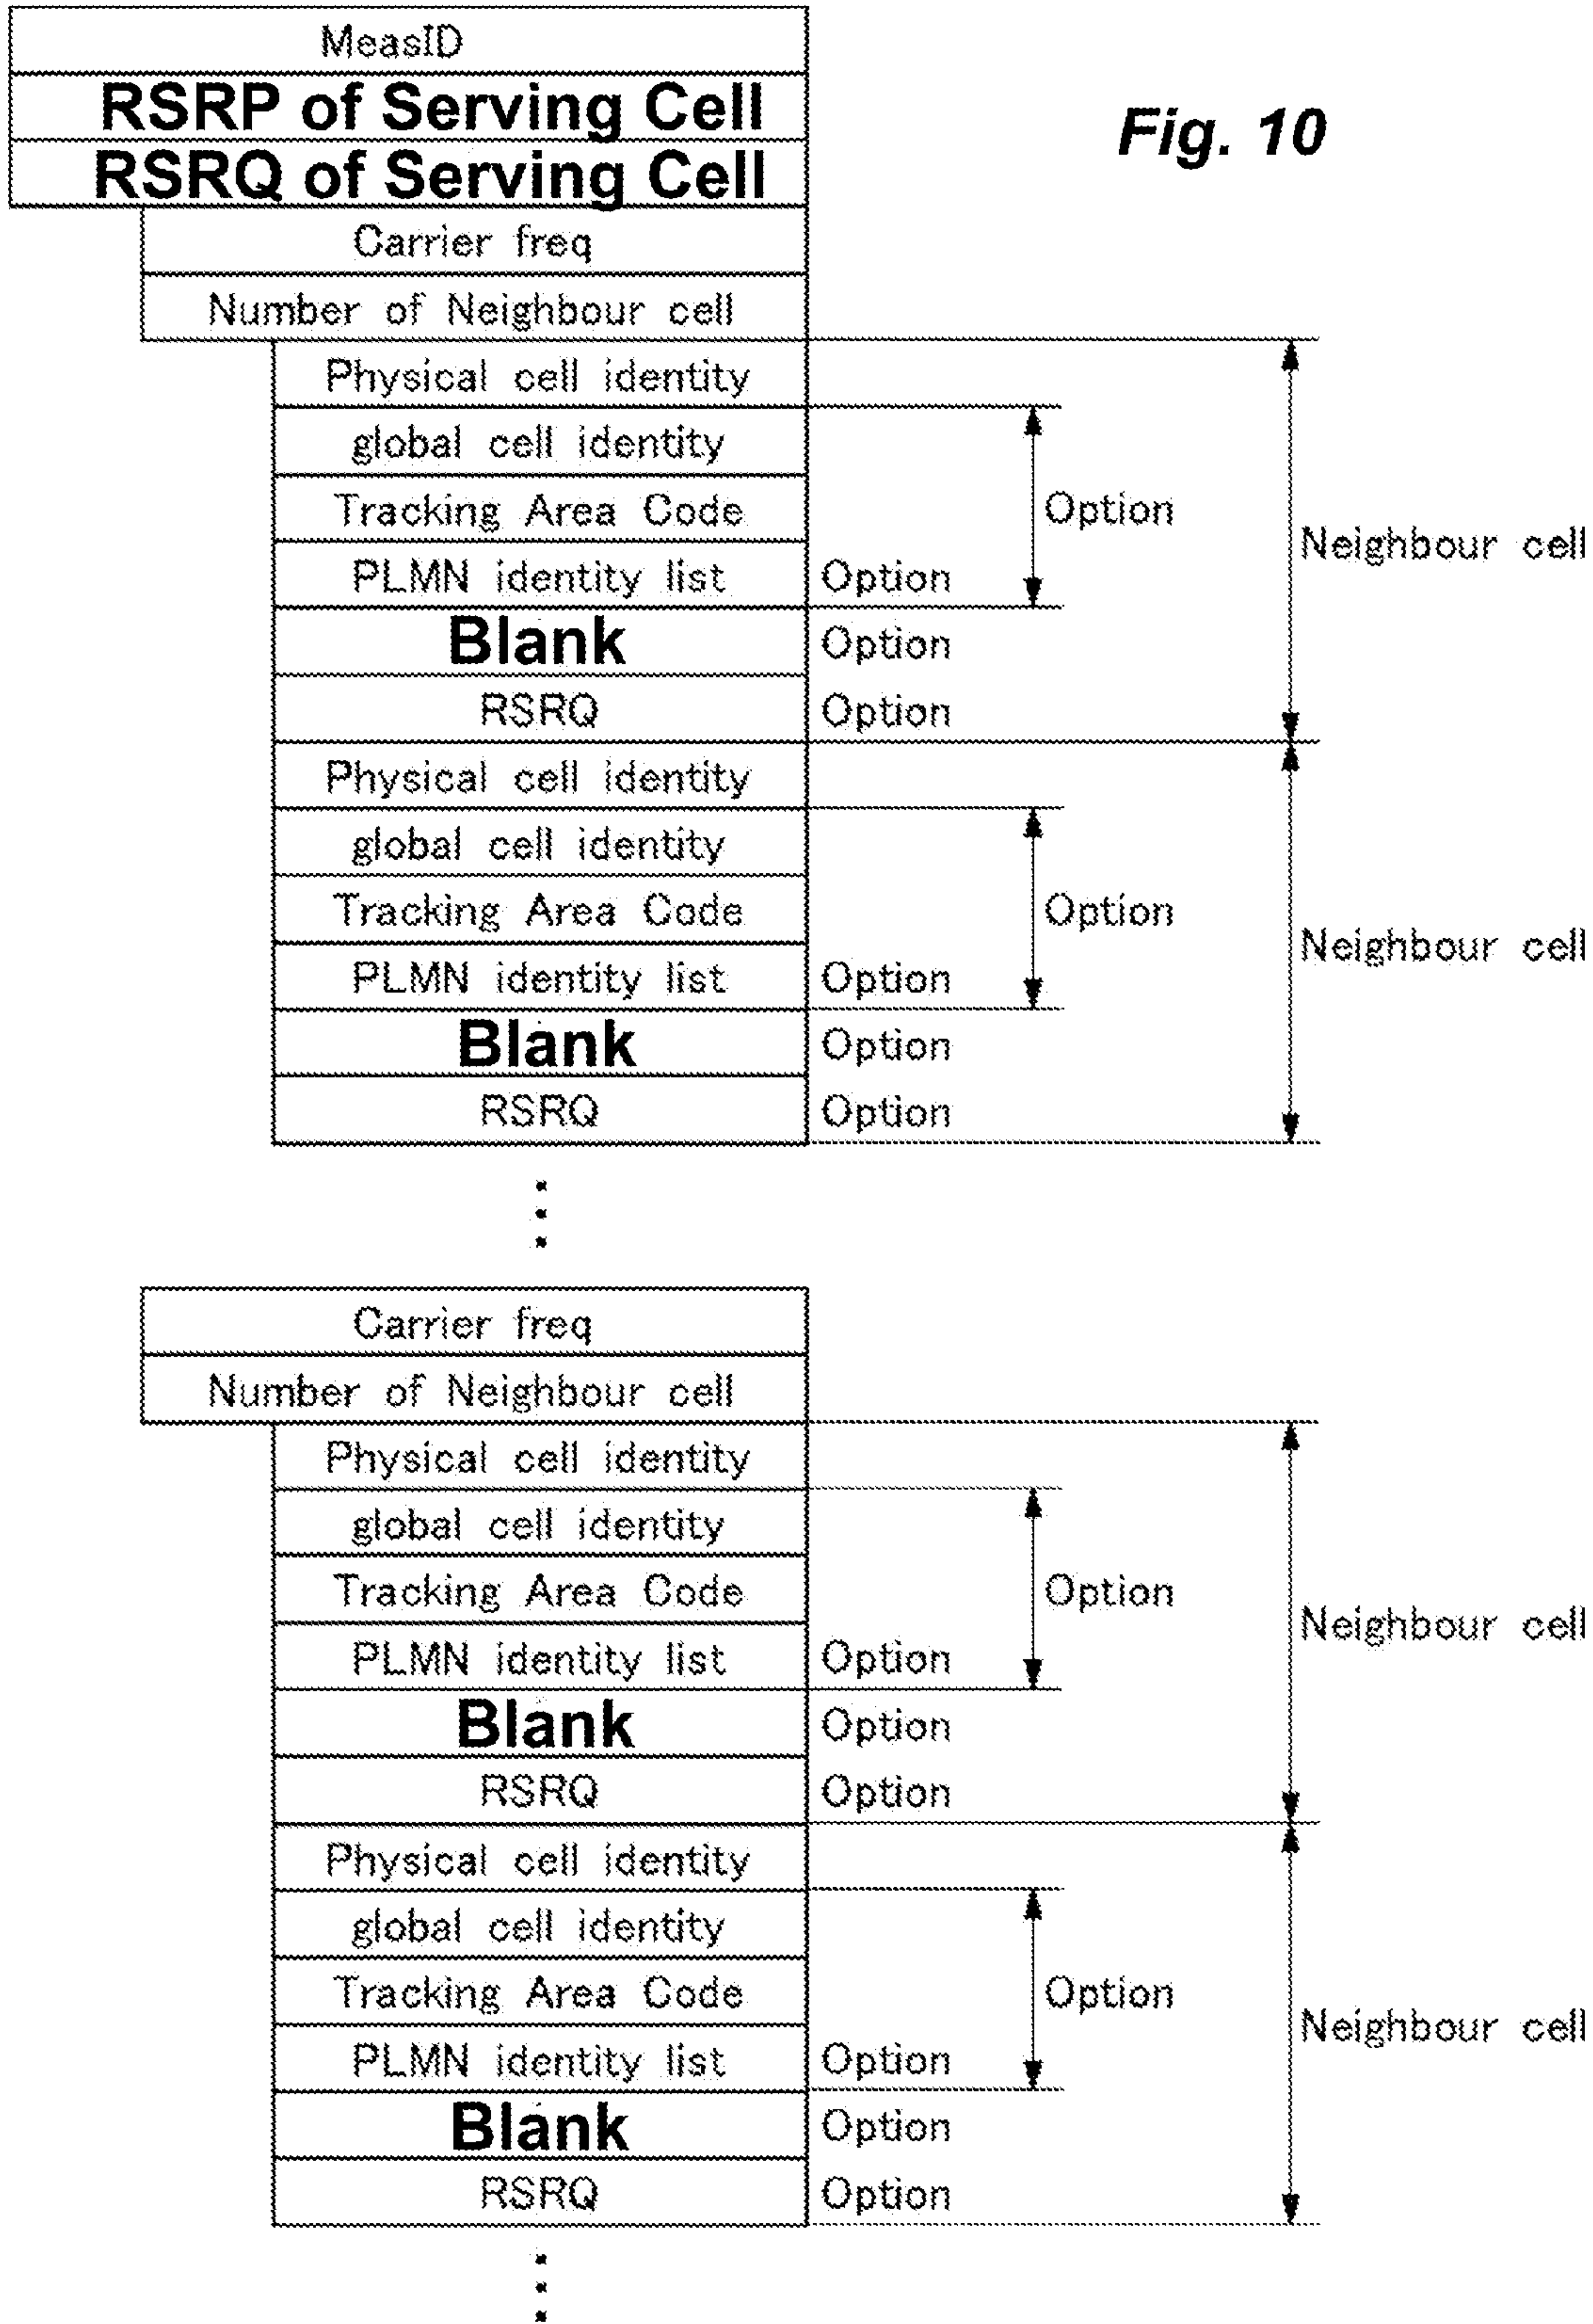 MeasID
RSRP of Serving Cell
Fig. 10
RSRQ of Serving Cell
Carrier freq
Number of Neighbour cell
Physical cell identity
global cell identity
Tracking Area Code Option
Neighbour cell
PLMN identity list Option
Blank Option
RSRQ Option
Physical cell identity
global cell identity
Tracking Area Code Option
Neighbour cell
PLMN identity list Option
Blank Option
RSRQ Option
Carrier freq
Number of Neighbour cell
Physical cell identity
global cell identity
Tracking Area Code Option
Neighbour cell
PLMN identity list Option
Blank Option
RSRQ Option
Physical cell identity
global cell identity
Tracking Area Code Option
Neighbour cell
PLMN identity list Option
Blank Option
RSRQ Option